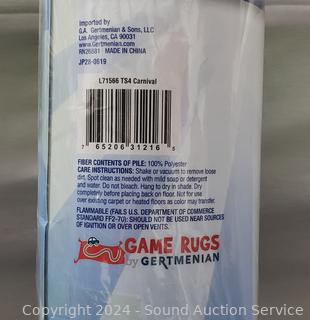 Imported by
G.A. Gertmenian & Sons, LLC
Los Angeles, CA 90031
www.Gertmenian.com
RN26881 MADE IN CHINA
JP28-0619
L71566 TS4 Carnival
7 65206 31216 5
FIBER CONTENTS OF PILE: 100% Polyester
CARE INSTRUCTIONS: Shake or vacuum to remove loose
dirt. Spot clean as needed with mild soap or detergent
and water. Do not bleach. Hang to dry in shade. Dry
completely before placing back on floor. Not for use
over existing carpet or heated floors as color may transfer.
FLAMMABLE (FAILS U.S. DEPARTMENT OF COMMERCE
STANDARD FF2-70): SHOULD NOT BE USED NEAR SOURCES
OF IGNITION OR OVER OPEN VENTS.
GAME RUGS
by GERTMENIAN
Copyright 2024 - Sound Auction Service